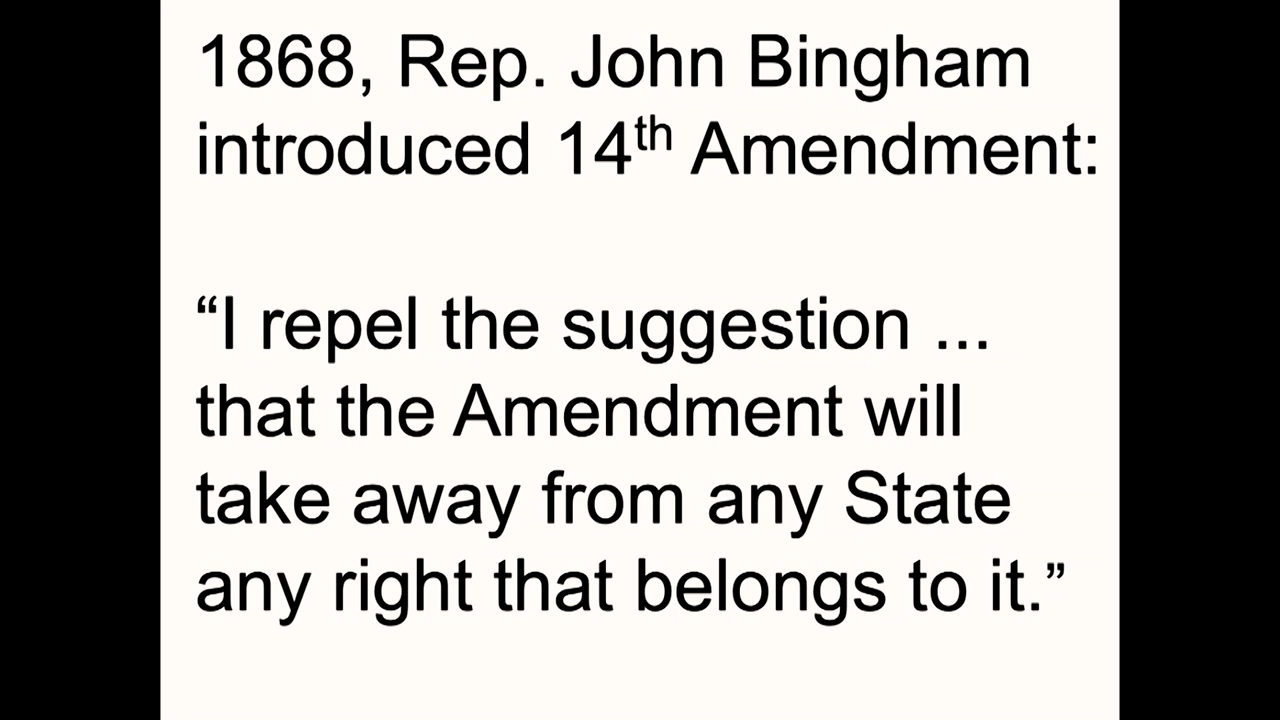 1868, Rep. John Bingham
introduced 14th Amendment:
“I repel the suggestion ...
that the Amendment will
take away from any State
any right that belongs to it.”